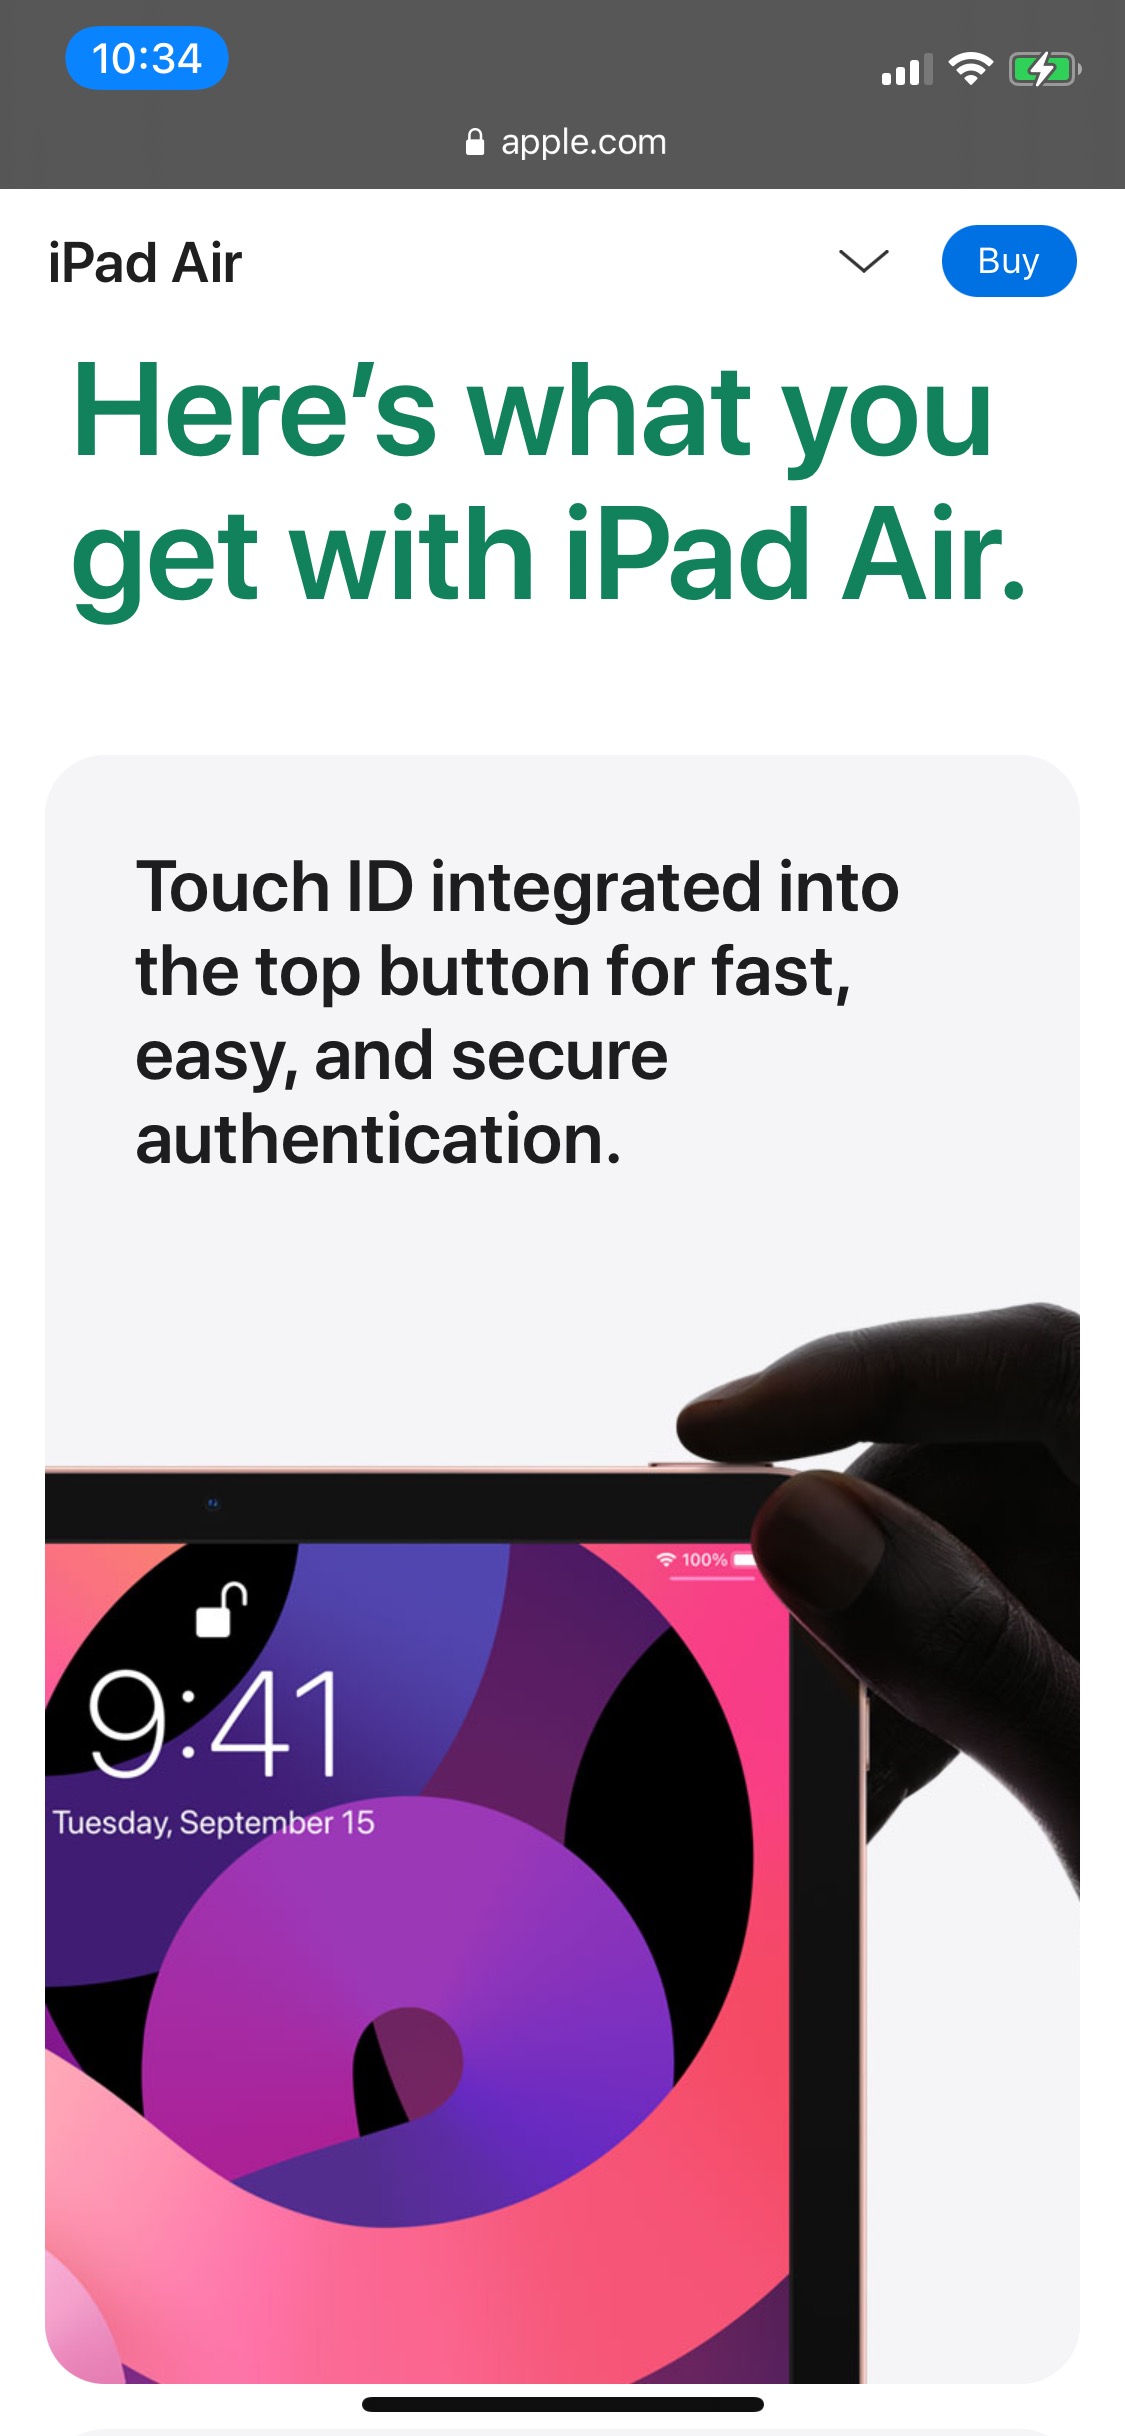 10:34
apple.com
iPad Air
Buy
Here’s what you
get with iPad Air.
Touch ID integrated into
the top button for fast,
easy, and secure
authentication.
100%
9:41
Tuesday, September 15